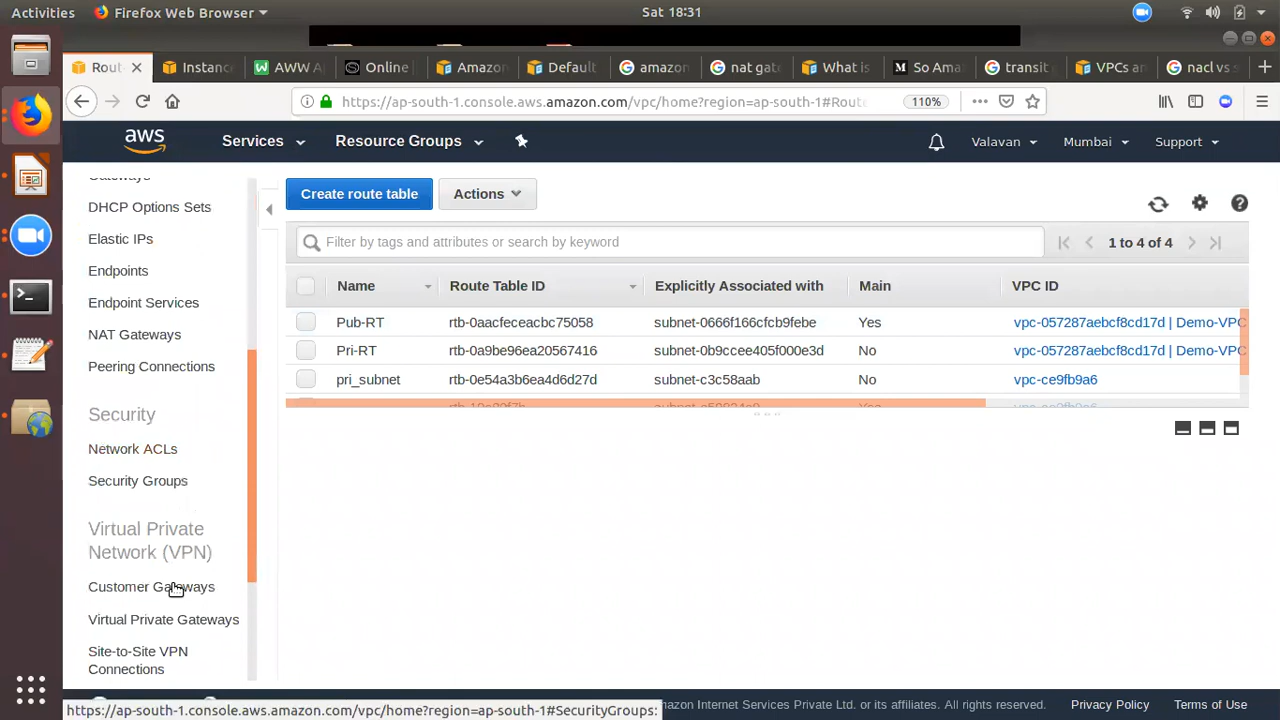 Activities
Firefox Web Browser
Sat 18:31
Rout
Instanc
AWW A
Online
Amazon
Default
amazon
nat gate
What is
So Ama
transit g
VPCs an
nacl vs s
https://ap-south-1.console.aws.amazon.com/vpc/home?region=ap-south-1#Route
110%
aws
Services
Resource Groups
Valavan
Mumbai
Support
Gateways
DHCP Option Sets
Elastic IPs
Endpoints
Endpoint Services
NAT Gateways
Peering Connections
Security
Network ACLs
Security Groups
Virtual Private
Network (VPN)
Customer Gateways
Virtual Private Gateways
Site-to-Site VPN
Connections
Create route table
Actions
Filter by tags and attributes or search by keyword
1 to 4 of 4
Name Route Table ID Explicitly Associated with Main VPC ID
Pub-RT rtb-0aacfeceacbc75058 subnet-0666f166cfcb9febe Yes vpc-057287aebcf8cd17d | Demo-VPC
Pri-RT rtb-0a9be96ea20567416 subnet-0b9ccee405f000e3d No vpc-057287aebcf8cd17d | Demo-VPC
pri_subnet rtb-0e54a3b6ea4d6d27d subnet-c3c58aab No vpc-ce9fb9a6
https://ap-south-1.console.aws.amazon.com/vpc/home?region=ap-south-1#SecurityGroups:
Amazon Internet Services Private Ltd. or its affiliates. All rights reserved.
Privacy Policy
Terms of Use